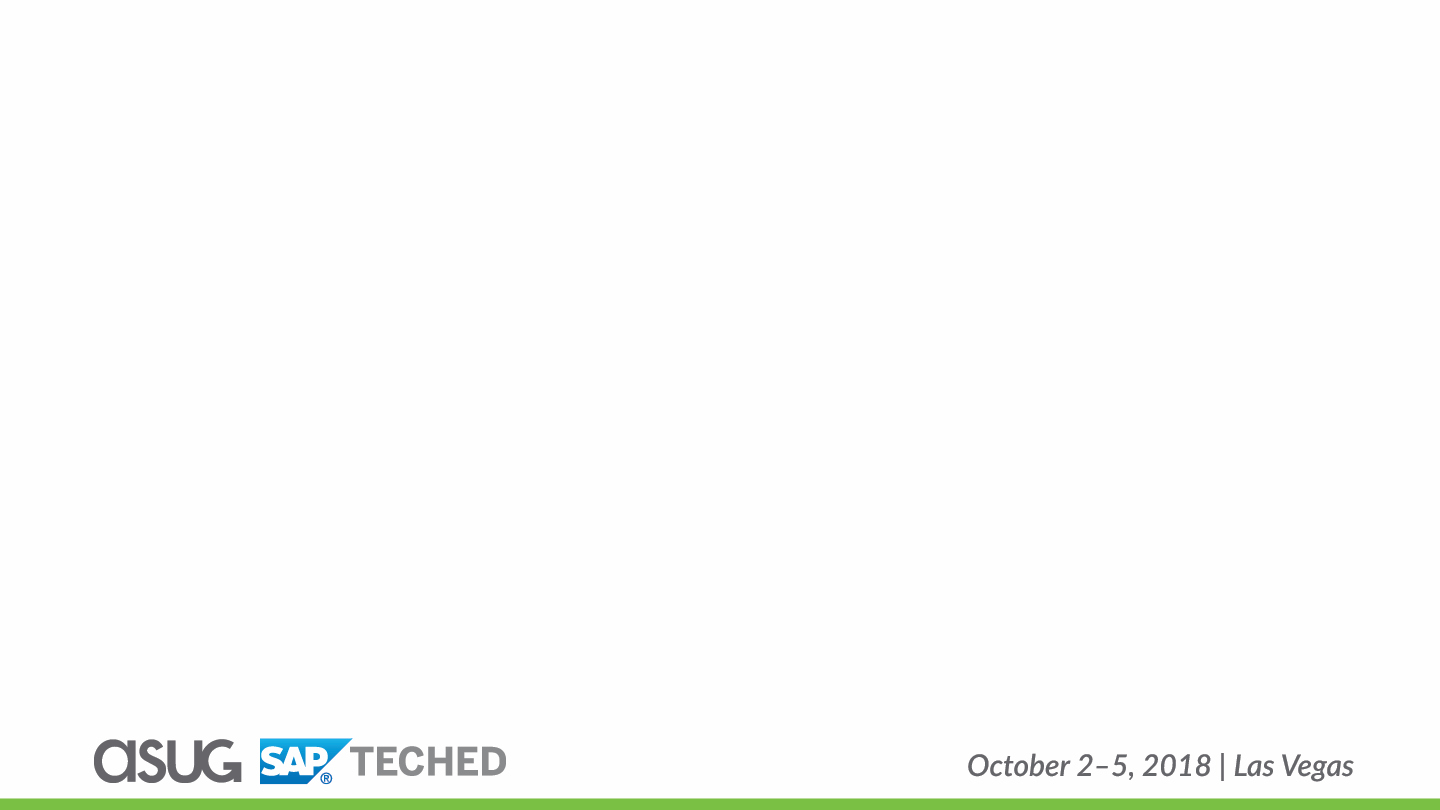 asug SAP® TECHED
October 2–5, 2018 | Las Vegas